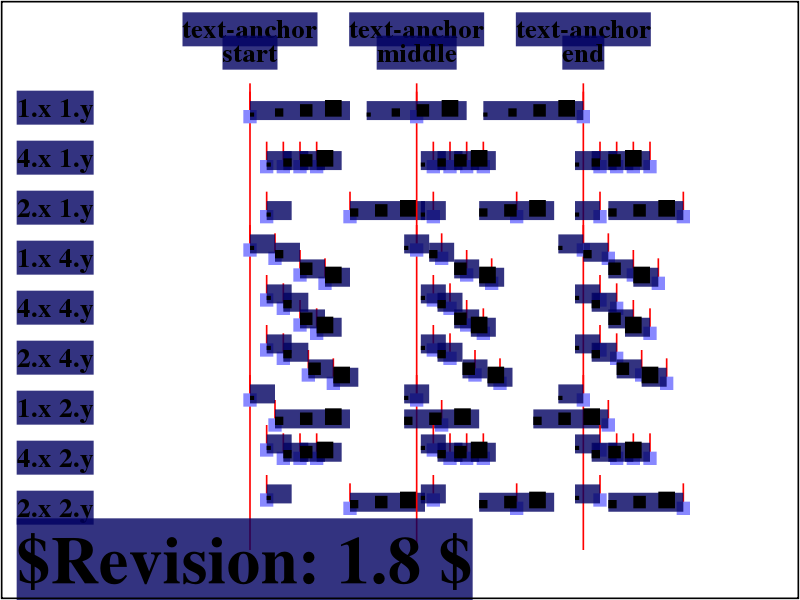 text-anchor text-anchor text-anchor
start middle end
1.x 1.y
4.x 1.y
2.x 1.y
1.x 4.y
4.x 4.y
2.x 4.y
1.x 2.y
4.x 2.y
2.x 2.y
$Revision: 1.8 $